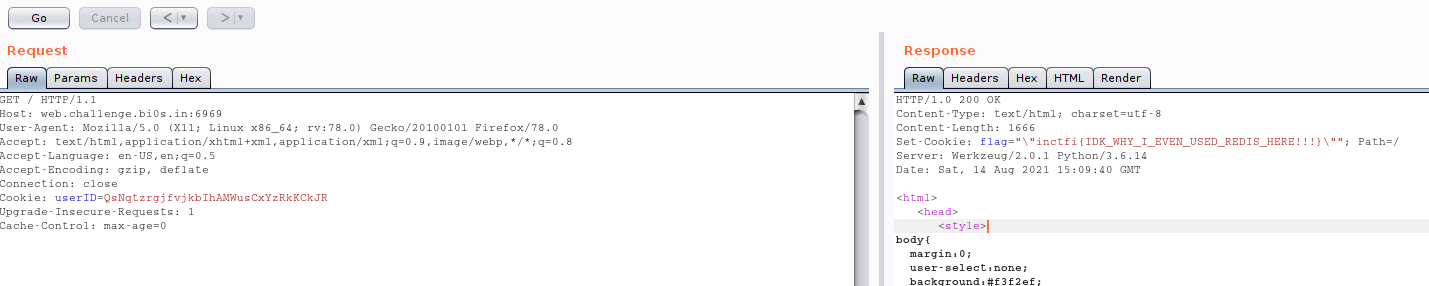 Go Cancel < > 
Request
Raw Params Headers Hex
GET / HTTP/1.1
Host: web.challenge.bi0s.in:6969
User-Agent: Mozilla/5.0 (X11; Linux x86_64; rv:78.0) Gecko/20100101 Firefox/78.0
Accept: text/html,application/xhtml+xml,application/xml;q=0.9,image/webp,*/*;q=0.8
Accept-Language: en-US,en;q=0.5
Accept-Encoding: gzip, deflate
Connection: close
Cookie: userID=QsNqtzrgjfvjkbIhAMWusCxYzRkKCkJR
Upgrade-Insecure-Requests: 1
Cache-Control: max-age=0
Response
Raw Headers Hex HTML Render
HTTP/1.0 200 OK
Content-Type: text/html; charset=utf-8
Content-Length: 1666
Set-Cookie: flag="\"inctfi{IDK_WHY_I_EVEN_USED_REDIS_HERE!!!}\""; Path=/
Server: Werkzeug/2.0.1 Python/3.6.14
Date: Sat, 14 Aug 2021 15:09:40 GMT
<html>
<head>
<style>
body{
margin:0;
user-select:none;
background:#f3f2ef;